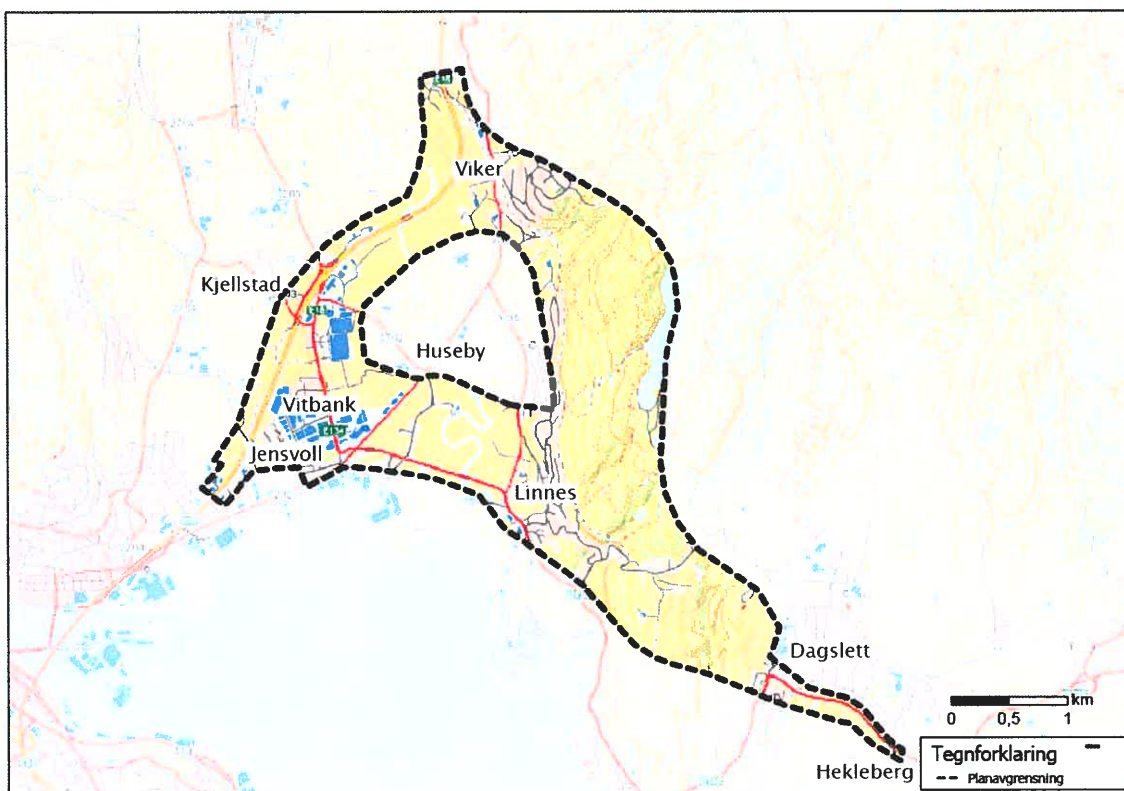 Viker
Kjellstad
Huseby
Vitbank
Jensvoll
Linnes
Dagslett
km
0 0,5 1
Tegnforklaring
Planavgrensning
Hekleberg